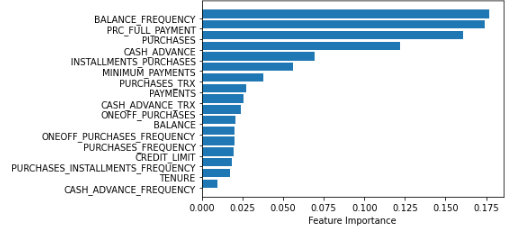 BALANCE_FREQUENCY
PRC_FULL_PAYMENT
PURCHASES
CASH_ADVANCE
INSTALLMENTS_PURCHASES
MINIMUM_PAYMENTS
PURCHASES_TRX
PAYMENTS
CASH_ADVANCE_TRX
ONEOFF_PURCHASES
BALANCE
ONEOFF_PURCHASES_FREQUENCY
PURCHASES_FREQUENCY
CREDIT_LIMIT
PURCHASES_INSTALLMENTS_FREQUENCY
TENURE
CASH_ADVANCE_FREQUENCY
0.000 0.025 0.050 0.075 0.100 0.125 0.150 0.175
Feature Importance